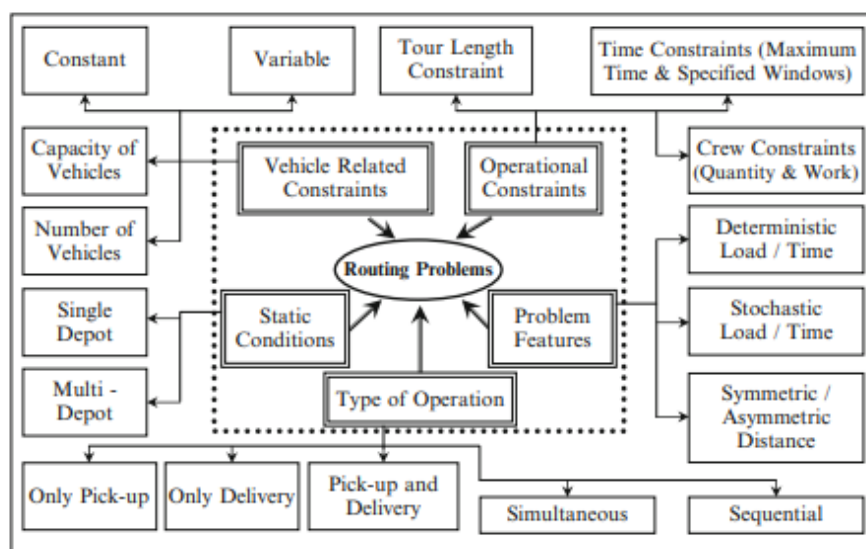 Constant
Variable
Tour Length
Constraint
Time Constraints (Maximum
Time & Specified Windows)
Capacity of
Vehicles
Vehicle Related
Constraints
Operational
Constraints
Crew Constraints
(Quantity & Work)
Number of
Vehicles
Routing Problems
Deterministic
Load / Time
Single
Depot
Static
Conditions
Problem
Features
Stochastic
Load / Time
Multi -
Depot
Type of Operation
Symmetric /
Asymmetric
Distance
Only Pick-up
Only Delivery
Pick-up and
Delivery
Simultaneous
Sequential